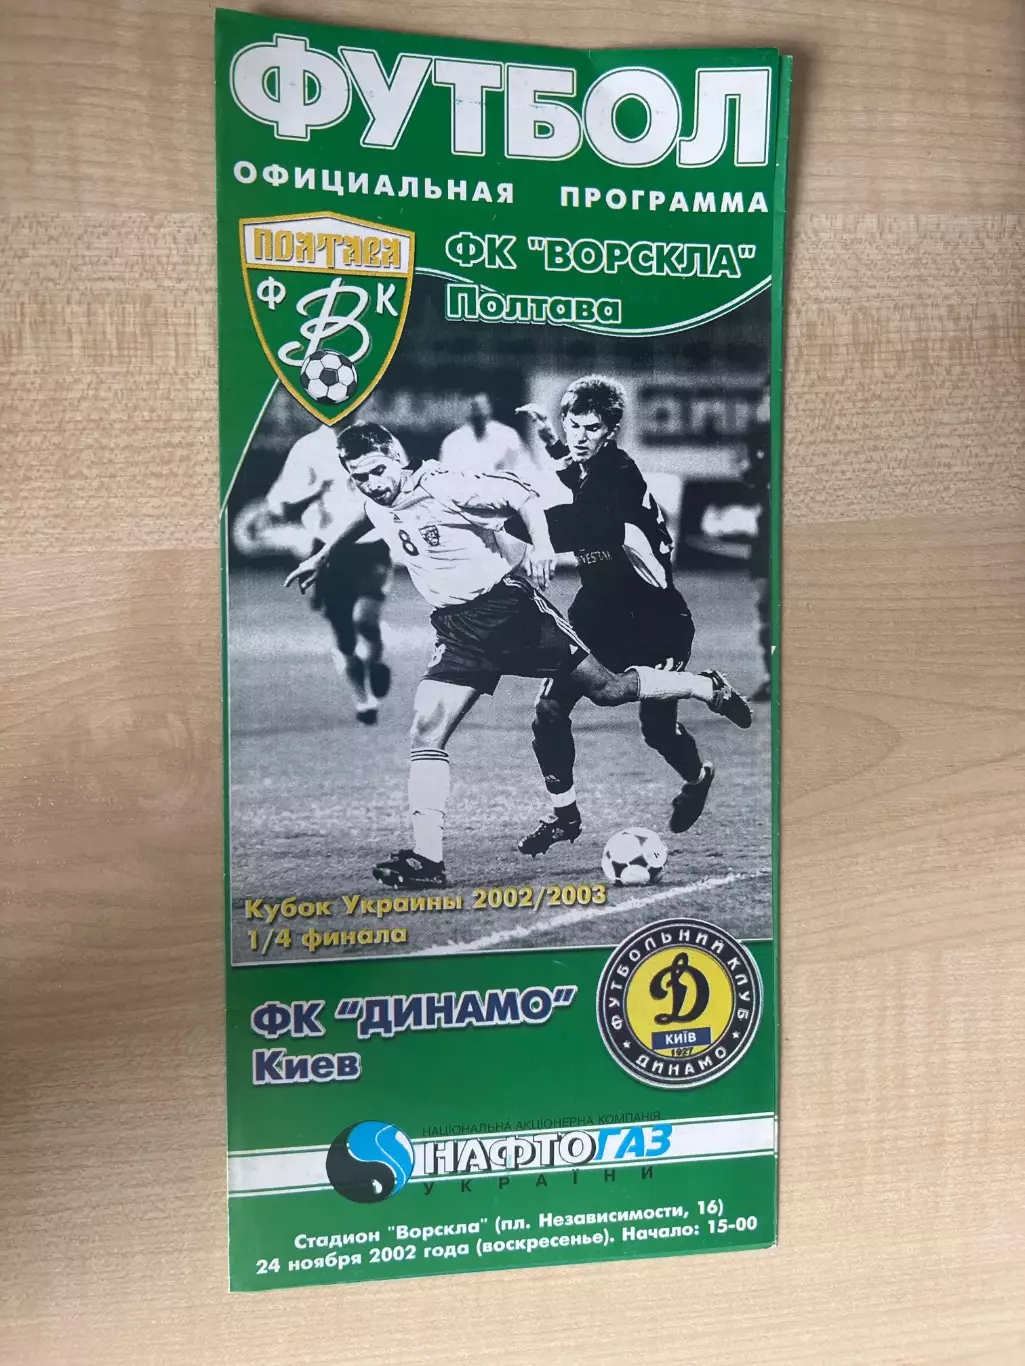 ФУТБОЛ
ОФИЦИАЛЬНАЯ ПРОГРАММА
ПОЛТАВА
Ф В К
ФК "ВОРСКЛА"
Полтава
8
Кубок Украины 2002/2003
1/4 финала
ФК "ДИНАМО"
Киев
ФУТБОЛЬНИЙ КЛУБ
Д
КИЇВ
1927
ДИНАМО
НАЦІОНАЛЬНА АКЦІОНЕРНА КОМПАНІЯ
НАФТОГАЗ
УКРАЇНИ
Стадион "Ворскла" (пл. Независимости, 16)
24 ноября 2002 года (воскресенье). Начало: 15-00